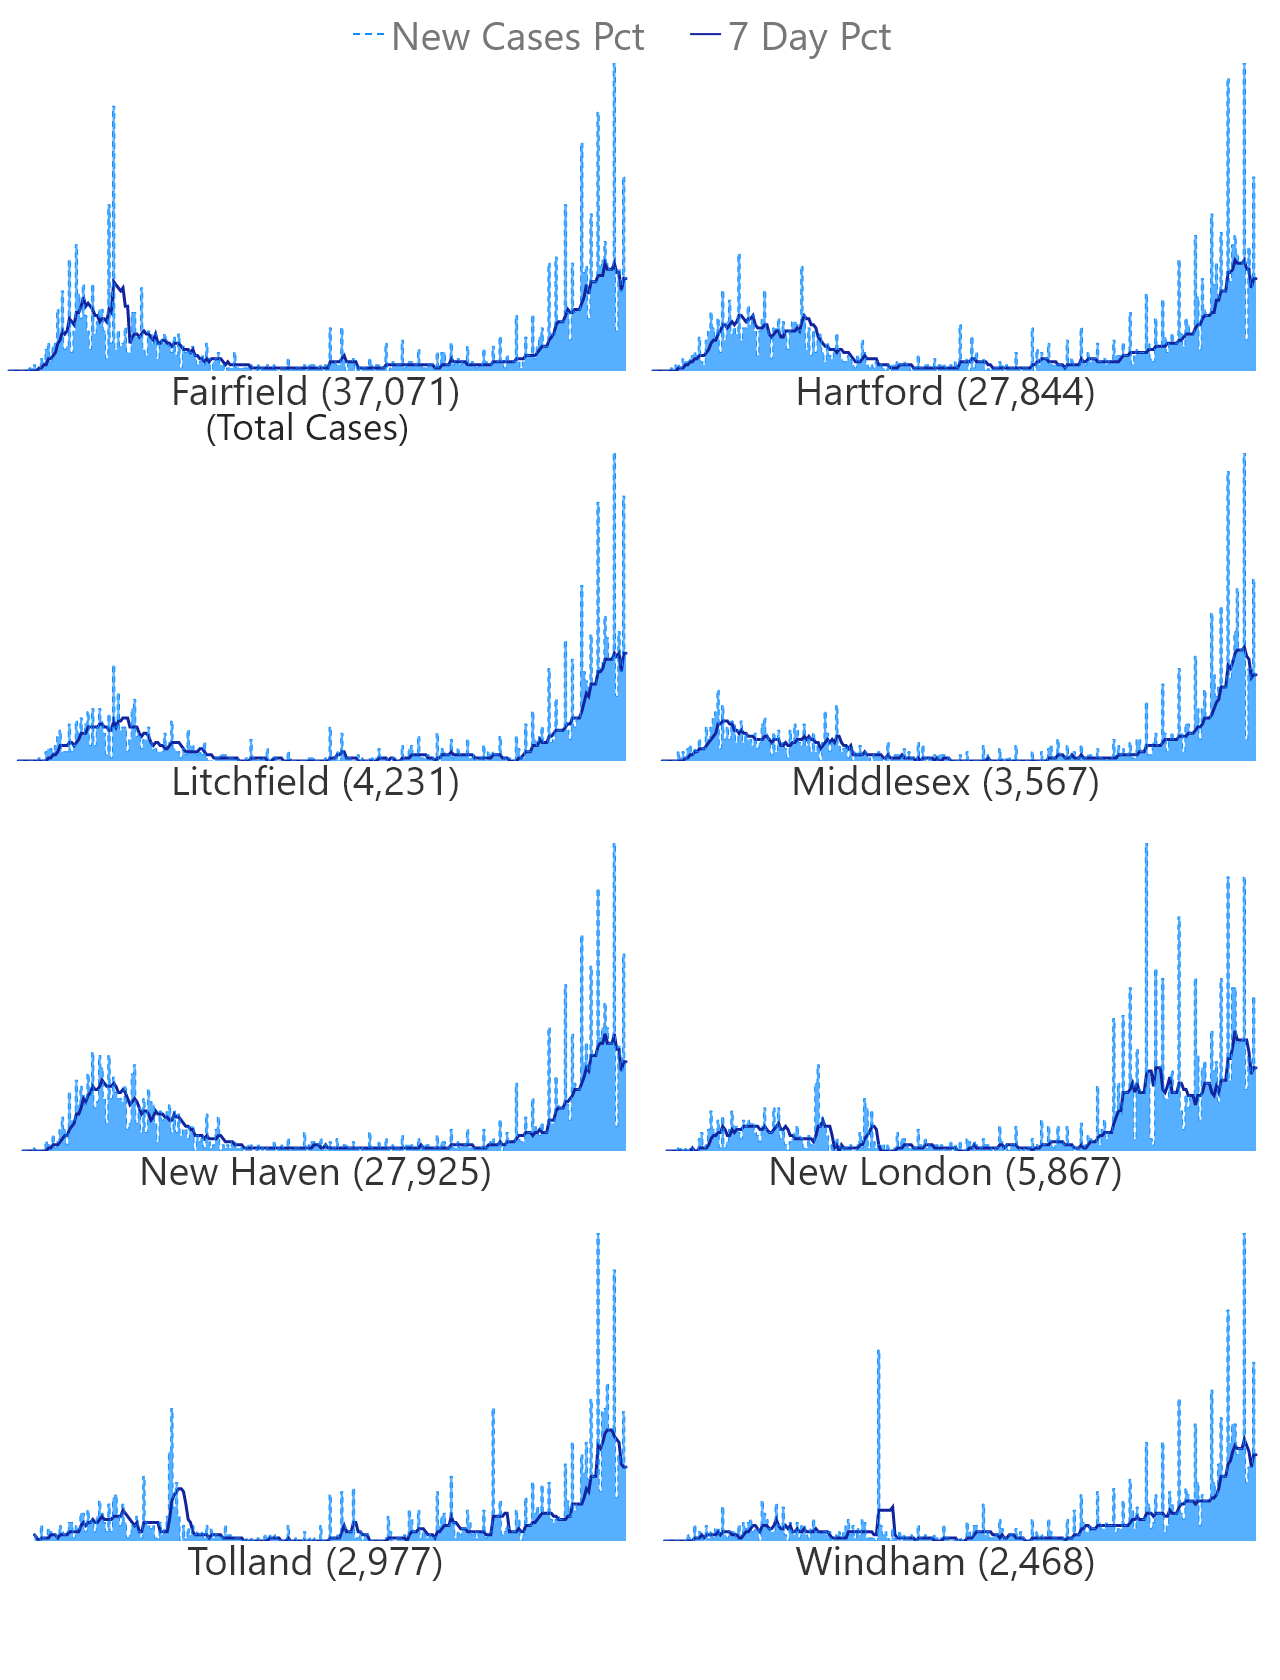 New Cases Pct 7 Day Pct
Fairfield (37,071) Hartford (27,844)
(Total Cases)
Litchfield (4,231) Middlesex (3,567)
New Haven (27,925) New London (5,867)
Tolland (2,977) Windham (2,468)